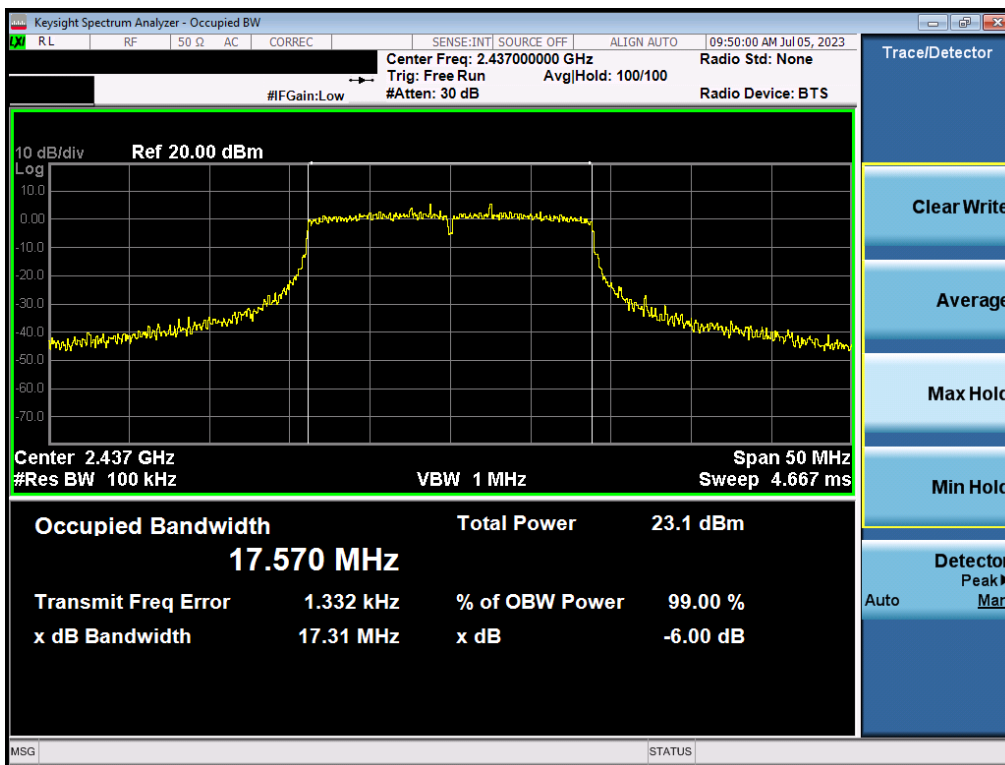 Keysight Spectrum Analyzer - Occupied BW
LXI RL RF 50 Ω AC CORREC SENSE:INT SOURCE OFF ALIGN AUTO 09:50:00 AM Jul 05, 2023
Center Freq: 2.437000000 GHz Radio Std: None
Trig: Free Run Avg|Hold: 100/100
#IFGain:Low #Atten: 30 dB Radio Device: BTS
Trace/Detector
10 dB/div Ref 20.00 dBm
Log
10.0
0.00
-10.0
-20.0
-30.0
-40.0
-50.0
-60.0
-70.0
Center 2.437 GHz Span 50 MHz
#Res BW 100 kHz VBW 1 MHz Sweep 4.667 ms
Occupied Bandwidth Total Power 23.1 dBm
17.570 MHz
Transmit Freq Error 1.332 kHz % of OBW Power 99.00 %
x dB Bandwidth 17.31 MHz x dB -6.00 dB
Clear Write
Average
Max Hold
Min Hold
Detector
Peak
Auto Man
MSG STATUS